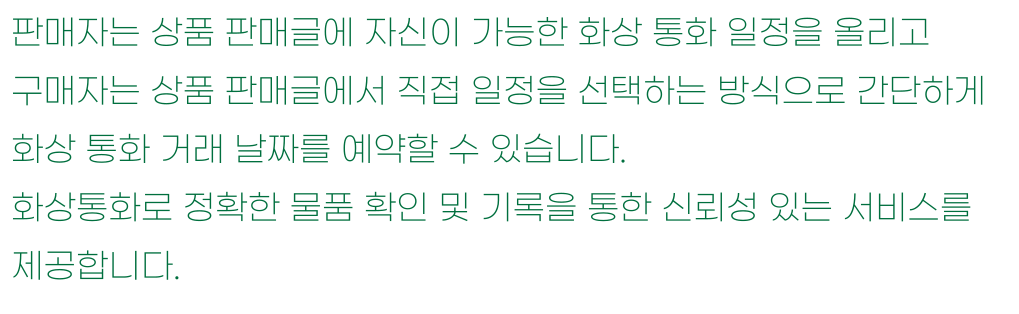 판매자는 상품 판매글에 자신이 가능한 화상 통화 일정을 올리고
구매자는 상품 판매글에서 직접 일정을 선택하는 방식으로 간단하게
화상 통화 거래 날짜를 예약할 수 있습니다.
화상통화로 정확한 물품 확인 및 기록을 통한 신뢰성 있는 서비스를
제공합니다.